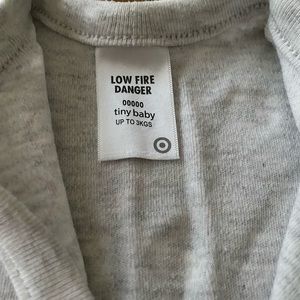 LOW FIRE
DANGER
00000
tiny baby
UP TO 3KGS